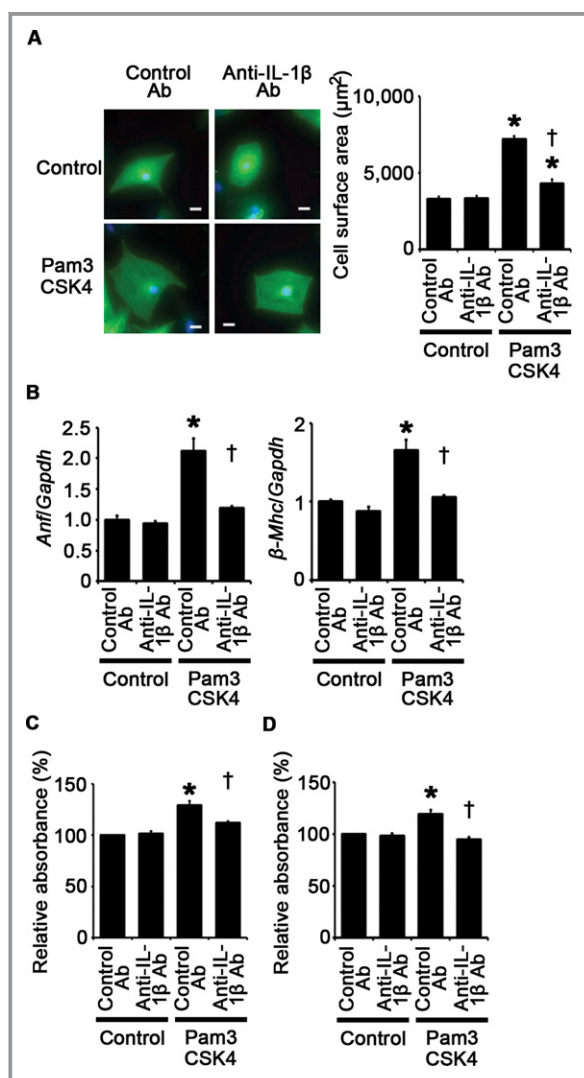 A
Control
Ab
Anti-IL-1β
Ab
Control
Pam3
CSK4
Cell surface area (µm²)
10,000
5,000
0
*
†
*
Control
Ab
Anti-IL-
1β Ab
Control
Ab
Anti-IL-
1β Ab
Control
Pam3
CSK4
B
Anf/Gapdh
2.5
2.0
1.5
1.0
0.5
0
*
†
Control
Ab
Anti-IL-
1β Ab
Control
Ab
Anti-IL-
1β Ab
Control
Pam3
CSK4
β-Mhc/Gapdh
2
1
0
*
†
Control
Ab
Anti-IL-
1β Ab
Control
Ab
Anti-IL-
1β Ab
Control
Pam3
CSK4
C
Relative absorbance (%)
150
100
50
0
*
†
Control
Ab
Anti-IL-
1β Ab
Control
Ab
Anti-IL-
1β Ab
Control
Pam3
CSK4
D
Relative absorbance (%)
150
100
50
0
*
†
Control
Ab
Anti-IL-
1β Ab
Control
Ab
Anti-IL-
1β Ab
Control
Pam3
CSK4